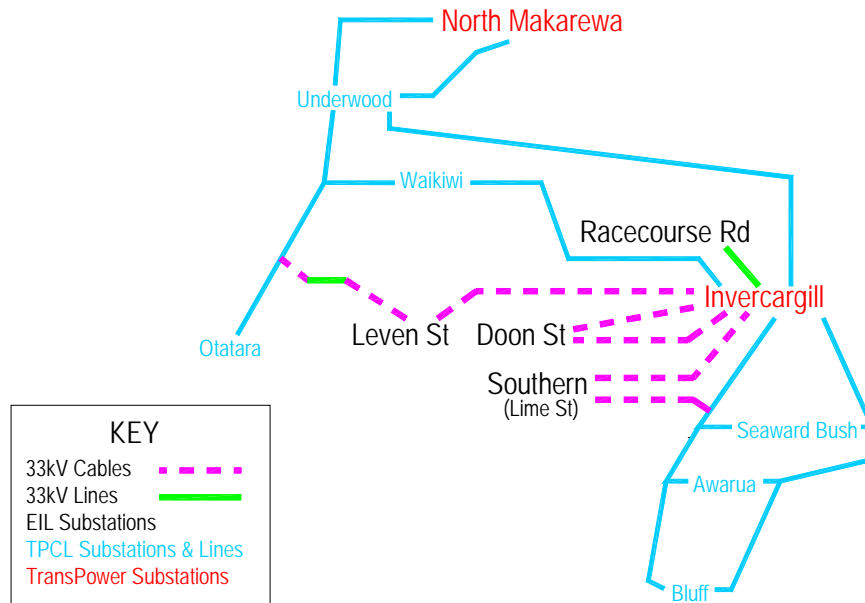 North Makarewa
Underwood
Waikiwi
Racecourse Rd
Invercargill
Leven St
Doon St
Otatara
Southern
(Lime St)
Seaward Bush
Awarua
Bluff
KEY
33kV Cables
33kV Lines
EIL Substations
TPCL Substations & Lines
TransPower Substations